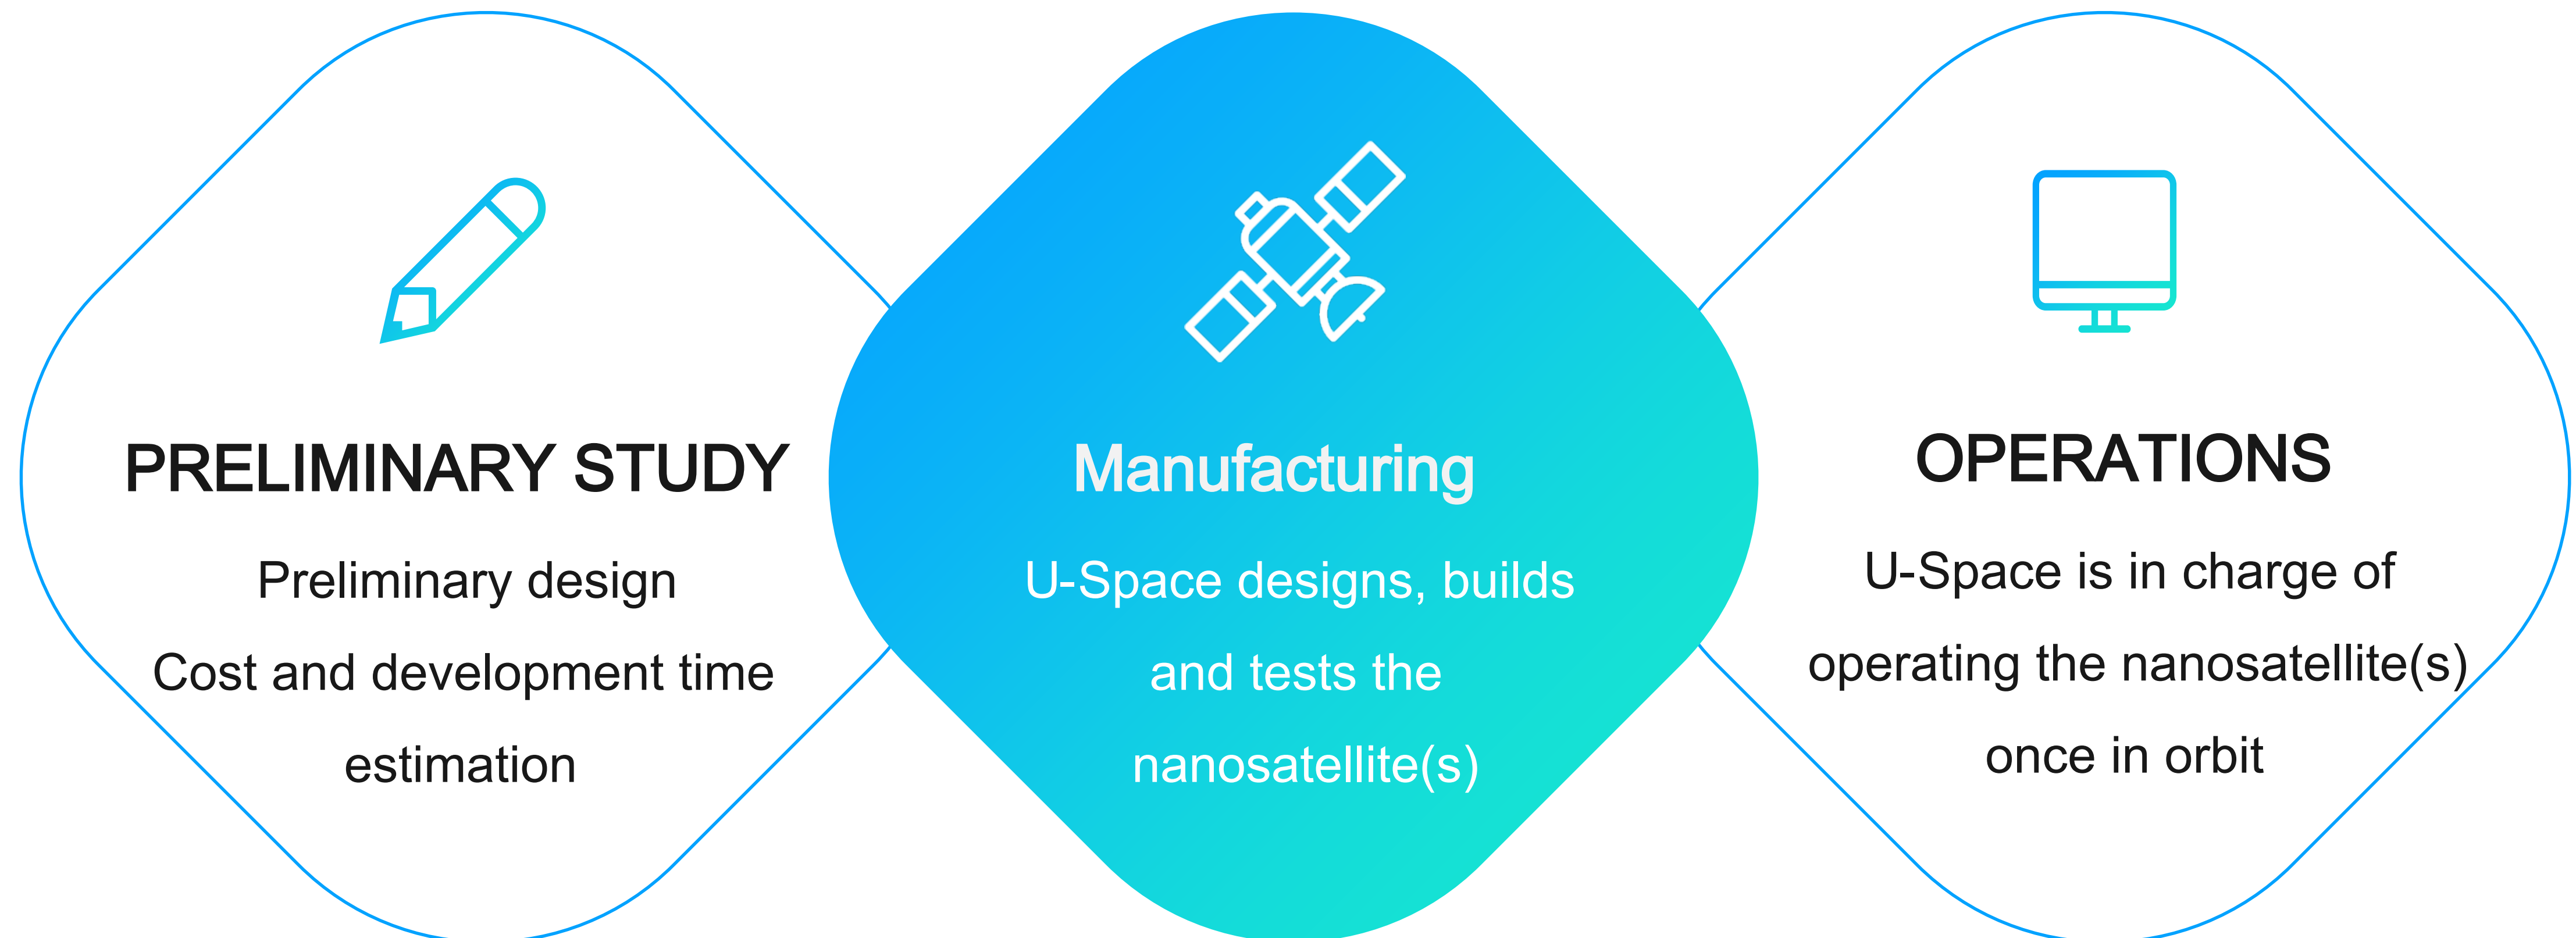 PRELIMINARY STUDY
Preliminary design
Cost and development time
estimation
Manufacturing
U-Space designs, builds
and tests the
nanosatellite(s)
OPERATIONS
U-Space is in charge of
operating the nanosatellite(s)
once in orbit